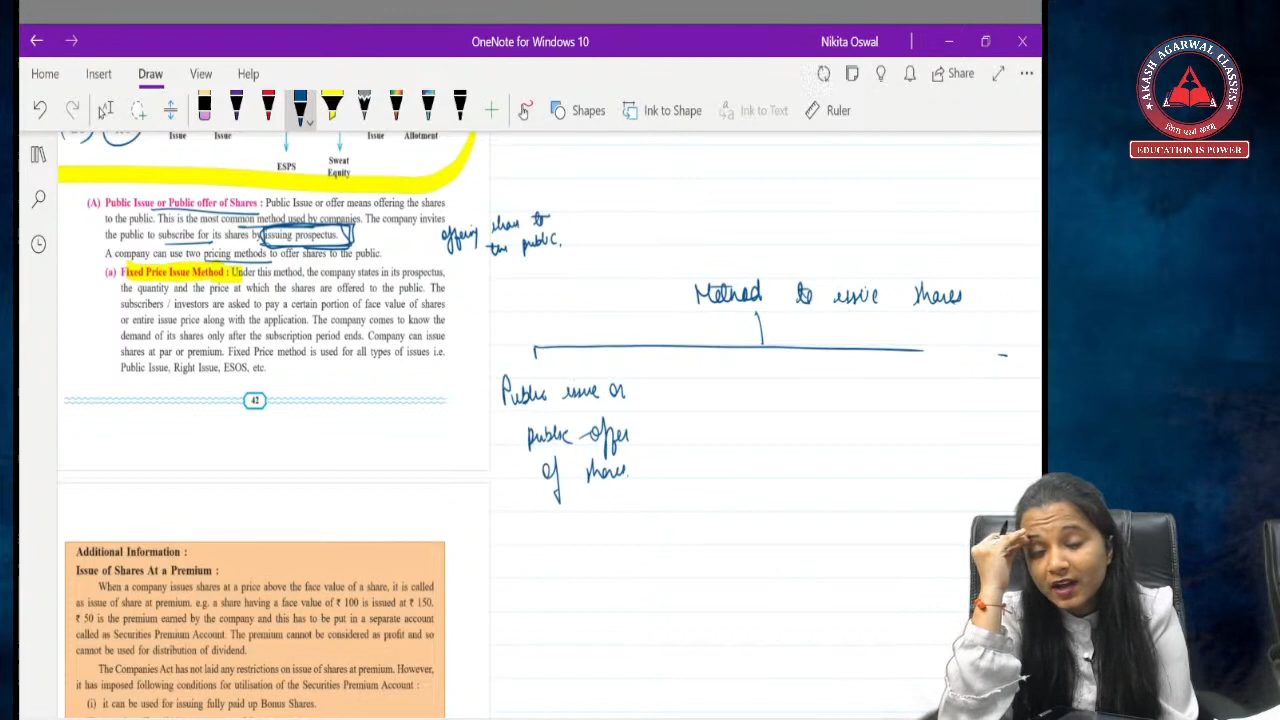 OneNote for Windows 10
Nikita Oswal
Home Insert Draw View Help
Share
Shapes
Ink to Shape
Ink to Text
Ruler
Issue Issue Issue Allotment
ESPS Sweat
Equity
(A) Public Issue or Public offer of Shares : Public Issue or offer means offering the shares
to the public. This is the most common method used by companies. The company invites
the public to subscribe for its shares by issuing prospectus.
A company can use two pricing methods to offer shares to the public.
(a) Fixed Price Issue Method : Under this method, the company states in its prospectus,
the quantity and the price at which the shares are offered to the public. The
subscribers / investors are asked to pay a certain portion of face value of shares
or entire issue price along with the application. The company comes to know the
demand of its shares only after the subscription period ends. Company can issue
shares at par or premium. Fixed Price method is used for all types of issues i.e.
Public Issue, Right Issue, ESOS, etc.
42
offering share to
the public.
Method to issue shares
Public issue or
public offer
of shares.
Additional Information :
Issue of Shares At a Premium :
When a company issues shares at a price above the face value of a share, it is called
as issue of share at premium. e.g. a share having a face value of ₹ 100 is issued at ₹ 150.
₹ 50 is the premium earned by the company and this has to be put in a separate account
called as Securities Premium Account. The premium cannot be considered as profit and so
cannot be used for distribution of dividend.
The Companies Act has not laid any restrictions on issue of shares at premium. However,
it has imposed following conditions for utilisation of the Securities Premium Account :
(i) it can be used for issuing fully paid up Bonus Shares.
AKASH AGARWAL CLASSES
EDUCATION IS POWER